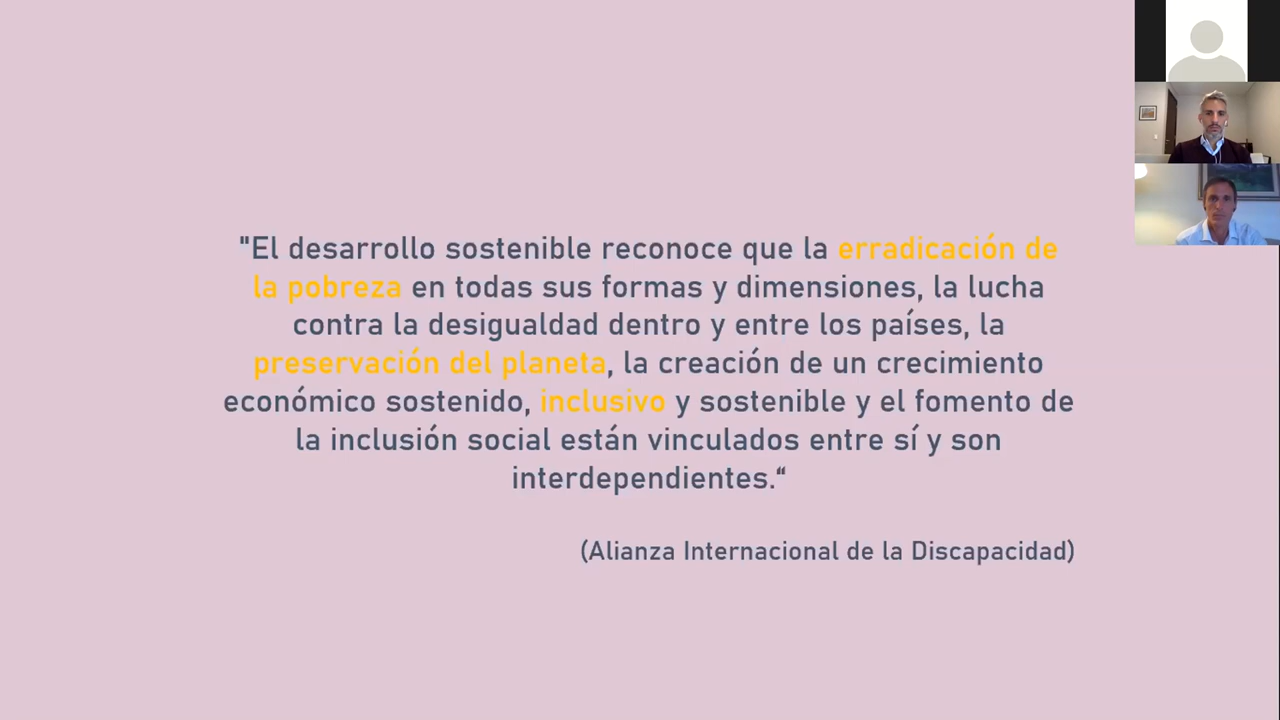 "El desarrollo sostenible reconoce que la erradicación de
la pobreza en todas sus formas y dimensiones, la lucha
contra la desigualdad dentro y entre los países, la
preservación del planeta, la creación de un crecimiento
económico sostenido, inclusivo y sostenible y el fomento de
la inclusión social están vinculados entre sí y son
interdependientes.“
(Alianza Internacional de la Discapacidad)